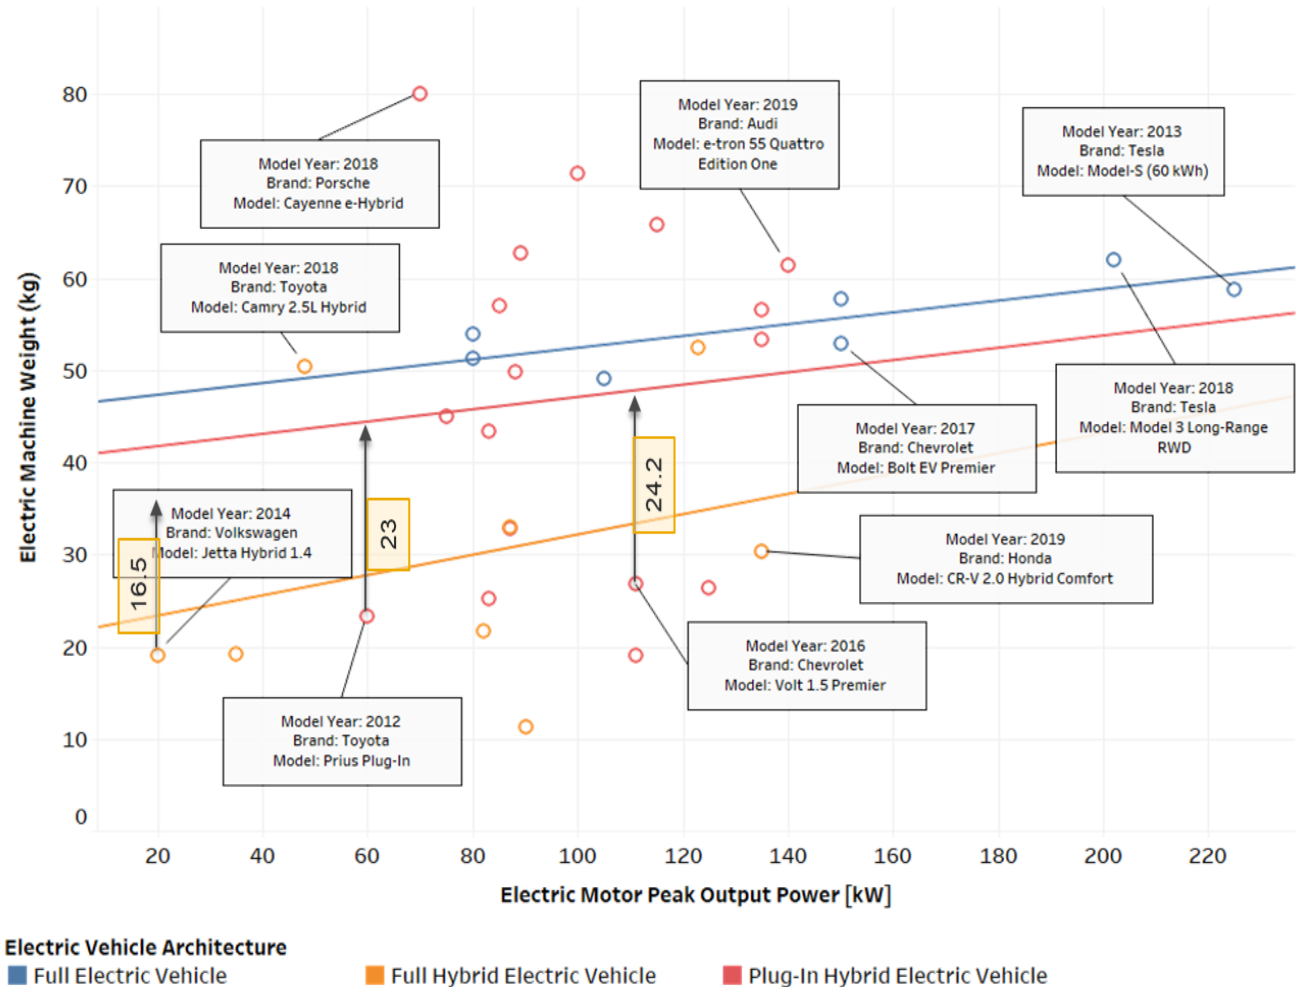 80
70
60
50
40
30
20
10
0
Electric Machine Weight (kg)
Model Year: 2018
Brand: Porsche
Model: Cayenne e-Hybrid
Model Year: 2018
Brand: Toyota
Model: Camry 2.5L Hybrid
Model Year: 2019
Brand: Audi
Model: e-tron 55 Quattro
Edition One
Model Year: 2013
Brand: Tesla
Model: Model-S (60 kWh)
Model Year: 2018
Brand: Tesla
Model: Model 3 Long-Range
RWD
Model Year: 2017
Brand: Chevrolet
Model: Bolt EV Premier
Model Year: 2014
Brand: Volkswagen
Model: Jetta Hybrid 1.4
16.5
23
24.2
Model Year: 2019
Brand: Honda
Model: CR-V 2.0 Hybrid Comfort
Model Year: 2016
Brand: Chevrolet
Model: Volt 1.5 Premier
Model Year: 2012
Brand: Toyota
Model: Prius Plug-In
20 40 60 80 100 120 140 160 180 200 220
Electric Motor Peak Output Power [kW]
Electric Vehicle Architecture
Full Electric Vehicle
Full Hybrid Electric Vehicle
Plug-In Hybrid Electric Vehicle